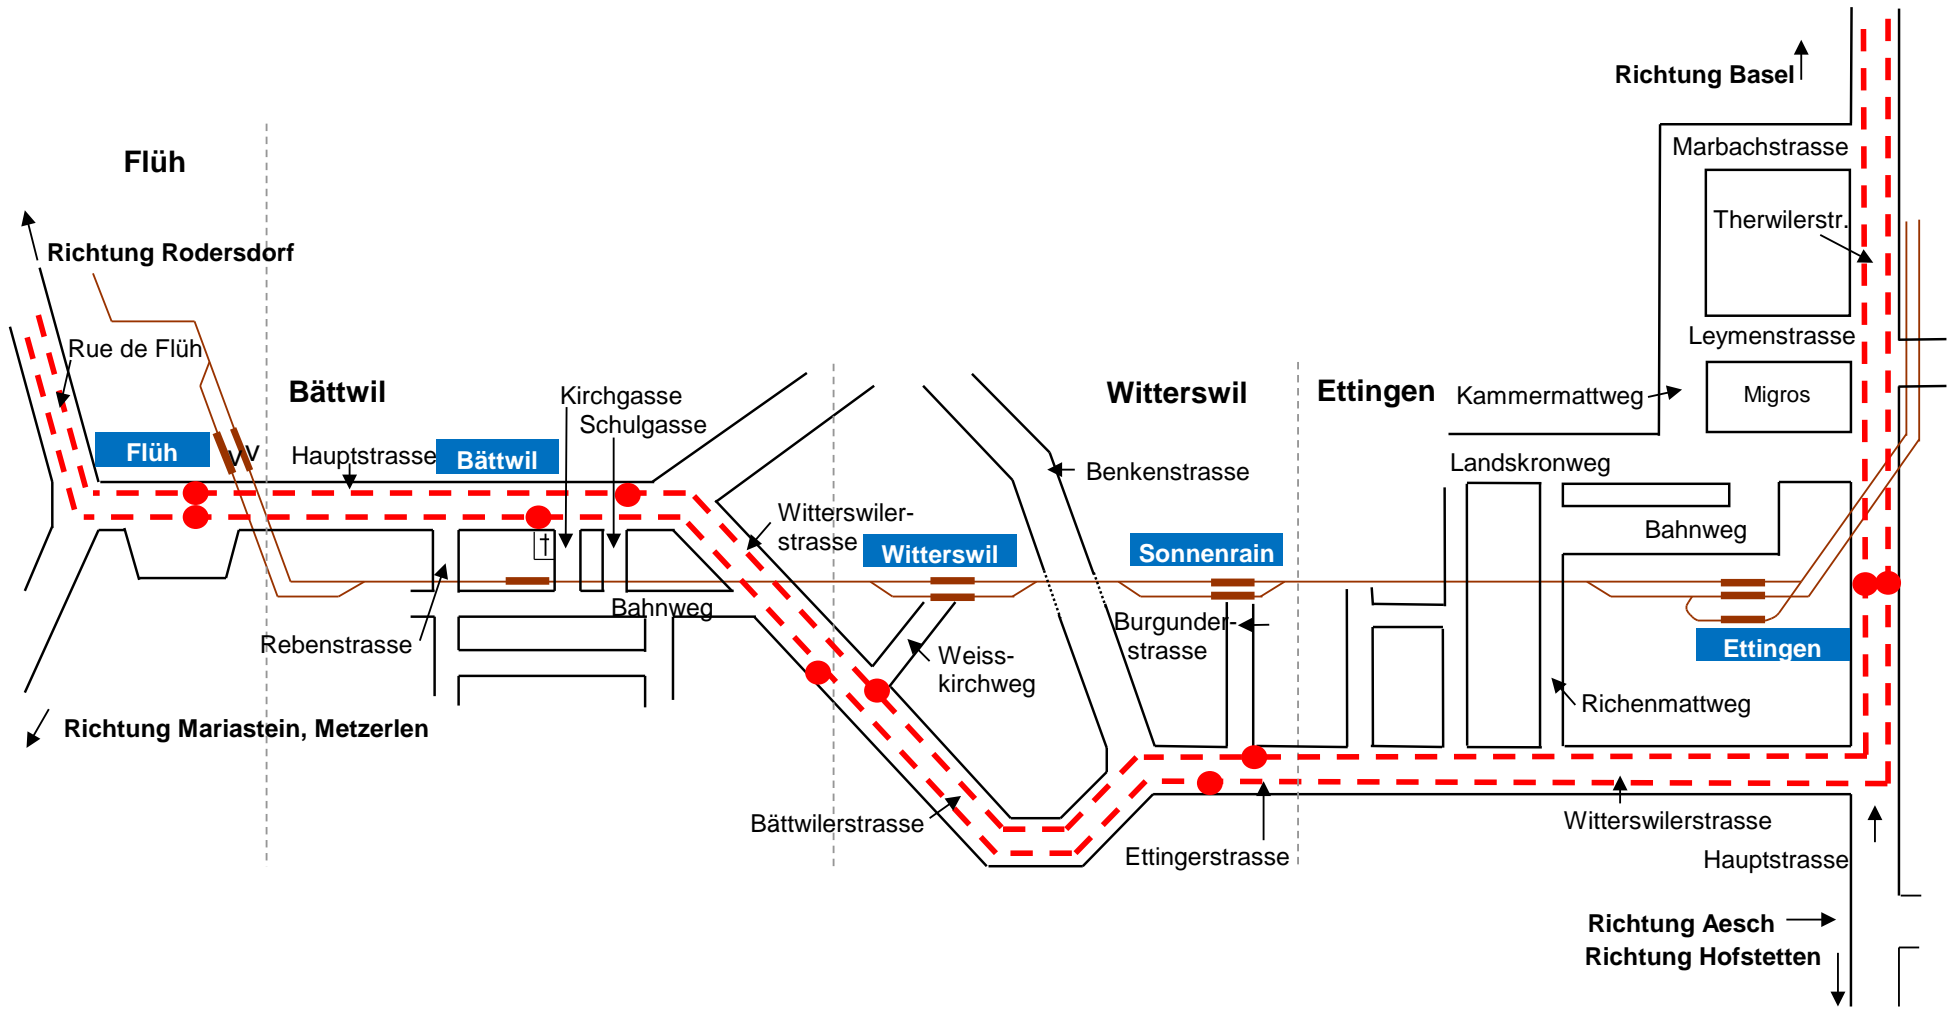 Richtung Basel
Marbachstrasse
Flüh
Therwilerstr.
Richtung Rodersdorf
Leymenstrasse
Rue de Flüh
Bättwil
Kirchgasse
Witterswil
Ettingen
Kammermattweg
Migros
Schulgasse
Flüh
V V
Hauptstrasse
Bättwil
Benkenstrasse
Landskronweg
Witterswiler-
strasse
Witterswil
Sonnenrain
Bahnweg
Bahnweg
Burgunder-
strasse
Rebenstrasse
Weiss-
kirchweg
Ettingen
Richenmattweg
Richtung Mariastein, Metzerlen
Bättwilerstrasse
Witterswilerstrasse
Ettingerstrasse
Hauptstrasse
Richtung Aesch
Richtung Hofstetten